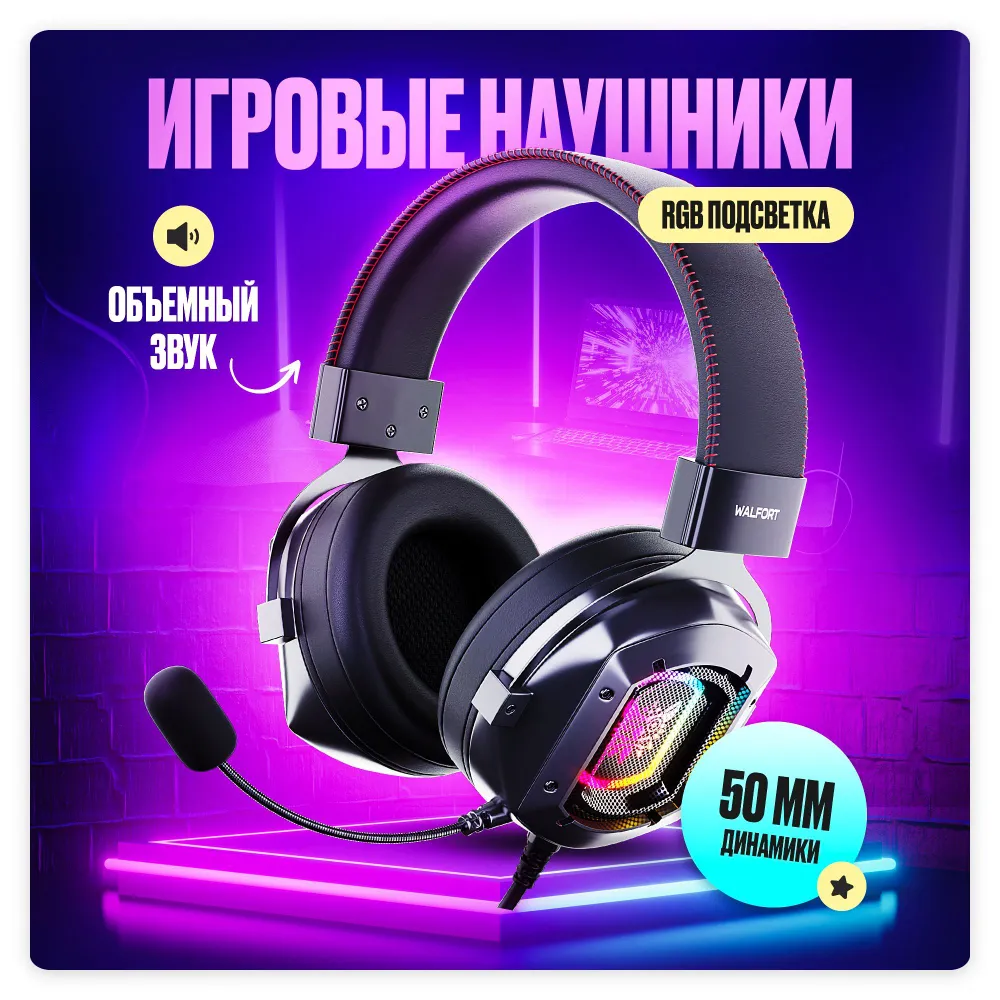 ИГРОВЫЕ НАУШНИКИ
RGB ПОДСВЕТКА
ОБЪЕМНЫЙ
ЗВУК
WALFORT
50 ММ
ДИНАМИКИ